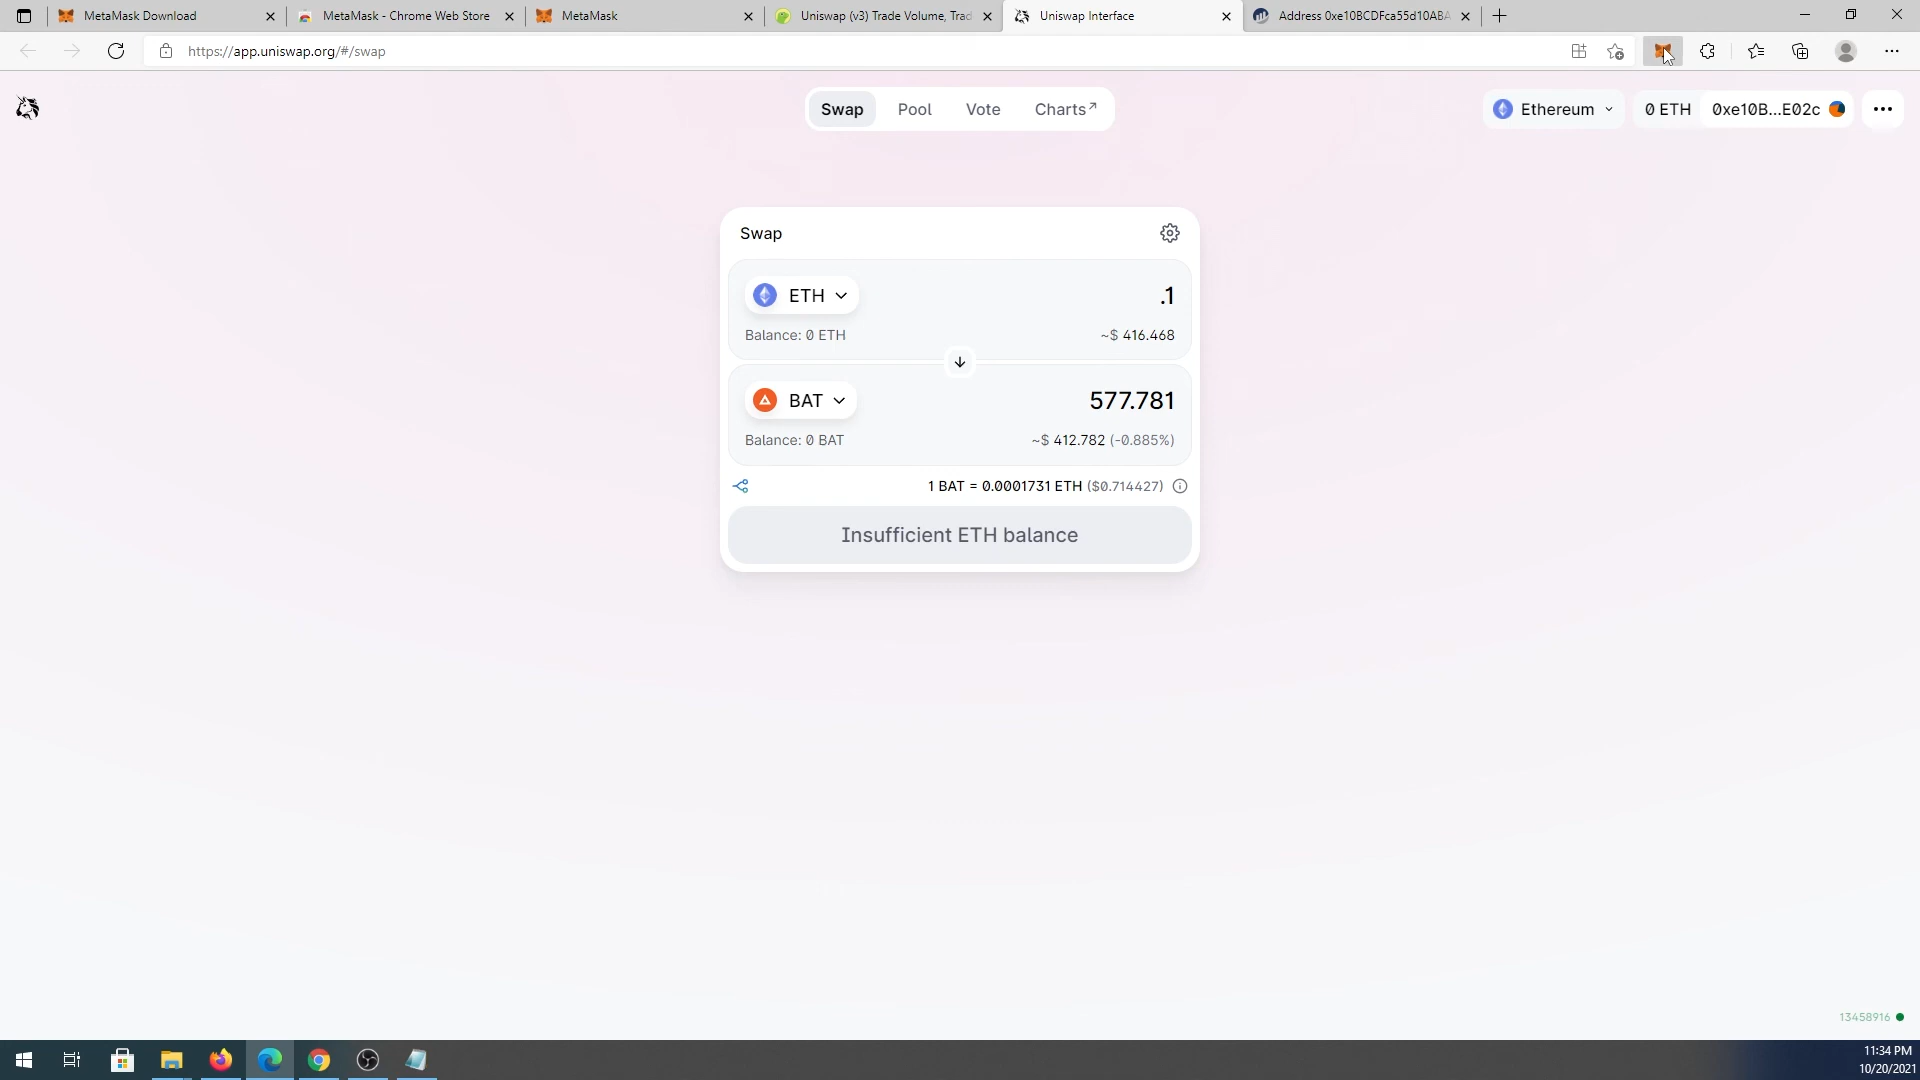 MetaMask Download
MetaMask - Chrome Web Store
MetaMask
Uniswap (v3) Trade Volume, Trad
Uniswap Interface
Address 0xe10BCDFca55d10ABA
https://app.uniswap.org/#/swap
Swap
Pool
Vote
Charts↗
Ethereum
0 ETH
0xe10B...E02c
Swap
ETH
.1
Balance: 0 ETH
~$ 416.468
BAT
577.781
Balance: 0 BAT
~$ 412.782 (-0.885%)
1 BAT = 0.0001731 ETH ($0.714427)
Insufficient ETH balance
13458916
11:34 PM
10/20/2021